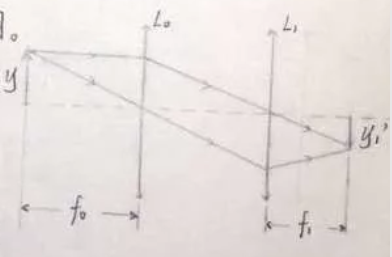 L₀ L₁
y y₁'
f₀ f₁